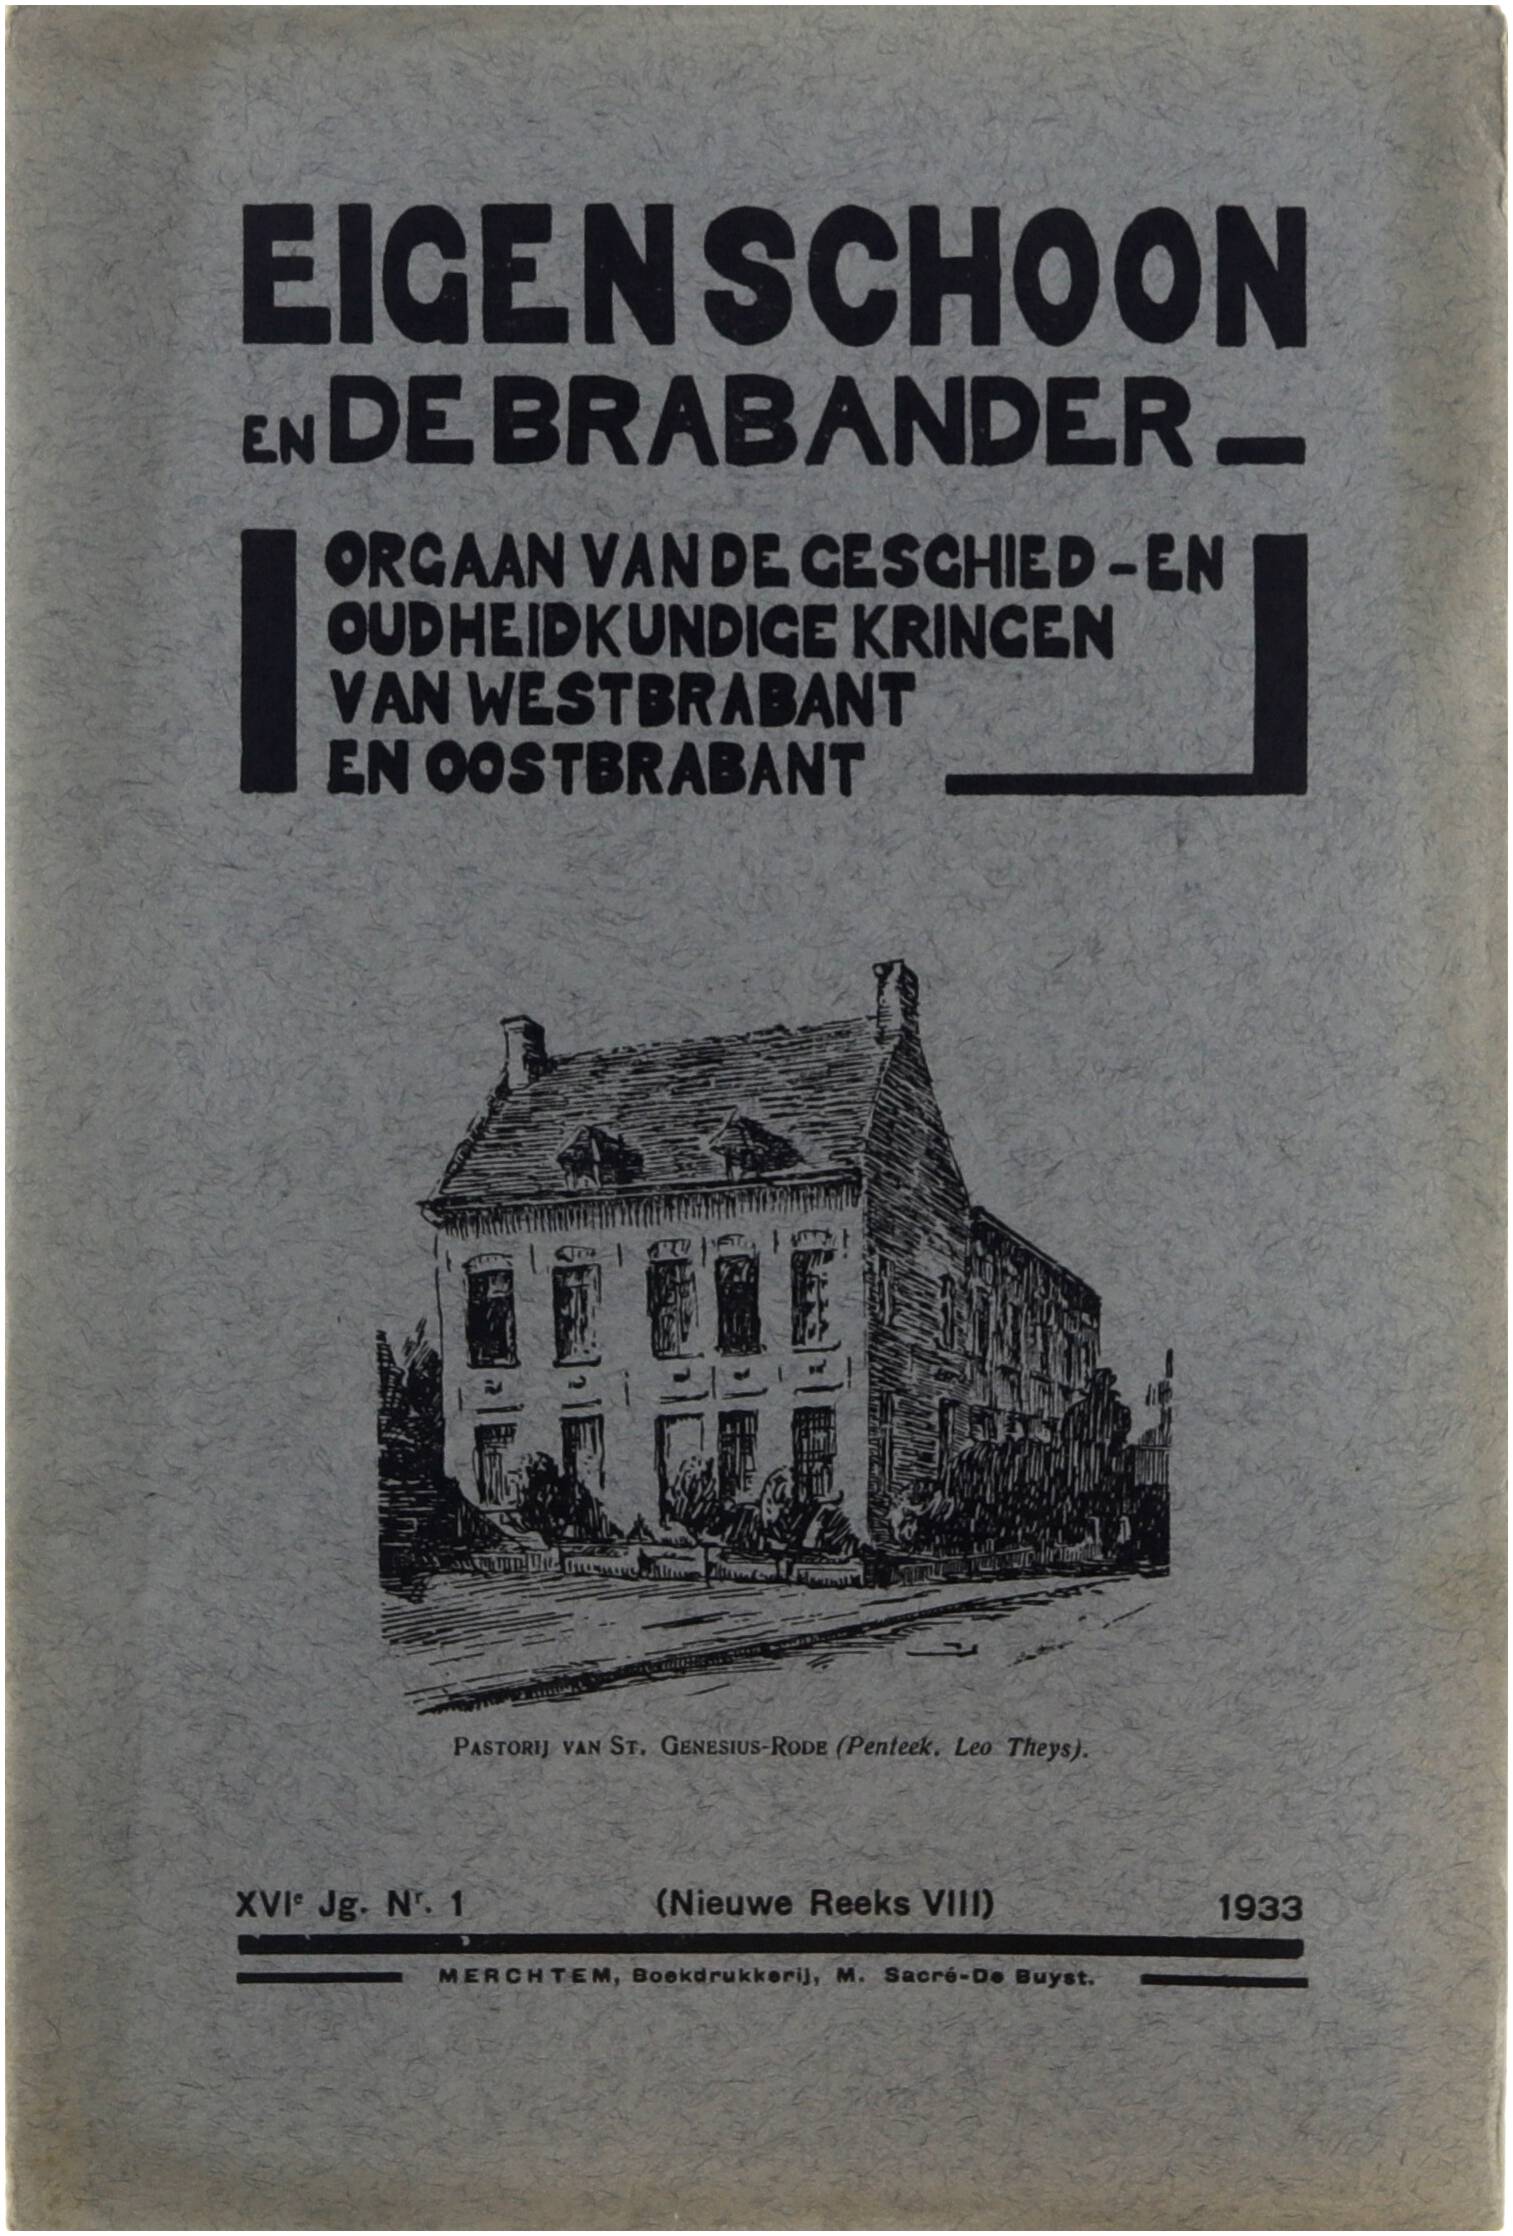 EIGEN SCHOON
EN DE BRABANDER
ORGAAN VAN DE GESCHIED-EN
OUDHEIDKUNDIGE KRINGEN
VAN WESTBRABANT
EN OOSTBRABANT
PASTORIJ VAN ST. GENESIUS-RODE (Penteek. Leo Theys).
XVIe Jg. Nr. 1 (Nieuwe Reeks VIII) 1933
MERCHTEM, Boekdrukkerij, M. Sacré-De Buyst.